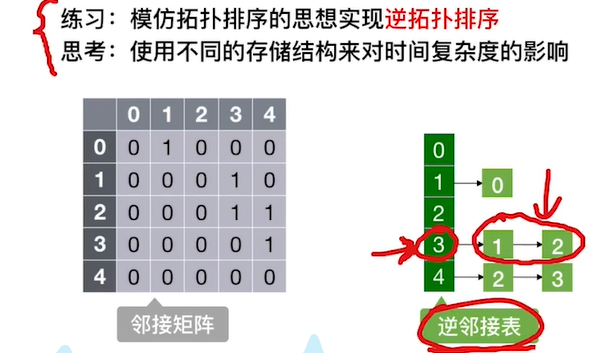 练习：模仿拓扑排序的思想实现逆拓扑排序
思考：使用不同的存储结构来对时间复杂度的影响
0 1 2 3 4
0 0 1 0 0 0
1 0 0 0 1 0
2 0 0 0 1 1
3 0 0 0 0 1
4 0 0 0 0 0
邻接矩阵
0
1 0
2
3 1 2
4 2 3
逆邻接表